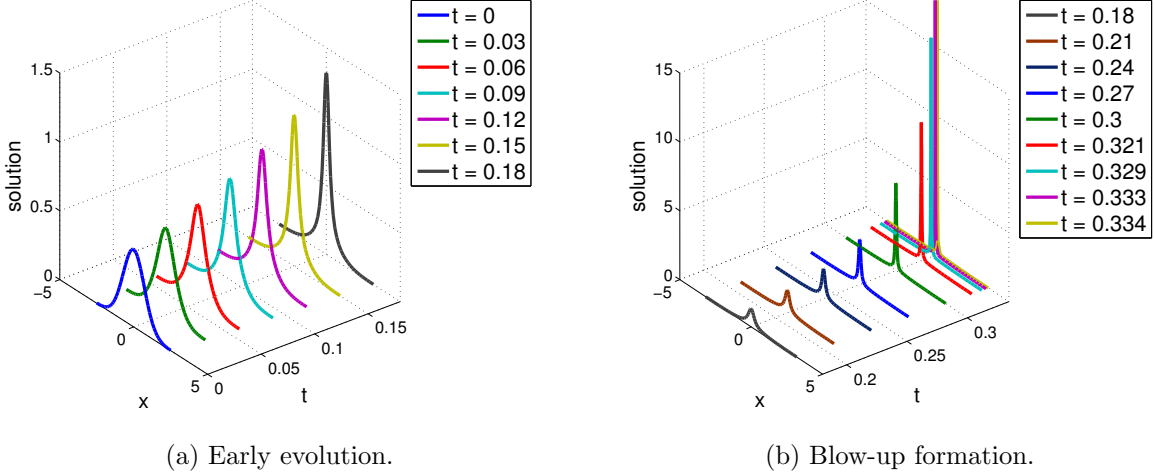 1.5
1
0.5
0
−5
0
5
0
0.05
0.1
0.15
solution
x
t
t = 0
t = 0.03
t = 0.06
t = 0.09
t = 0.12
t = 0.15
t = 0.18
(a) Early evolution.
15
10
5
0
−5
0
5
0.2
0.25
0.3
solution
x
t
t = 0.18
t = 0.21
t = 0.24
t = 0.27
t = 0.3
t = 0.321
t = 0.329
t = 0.333
t = 0.334
(b) Blow-up formation.